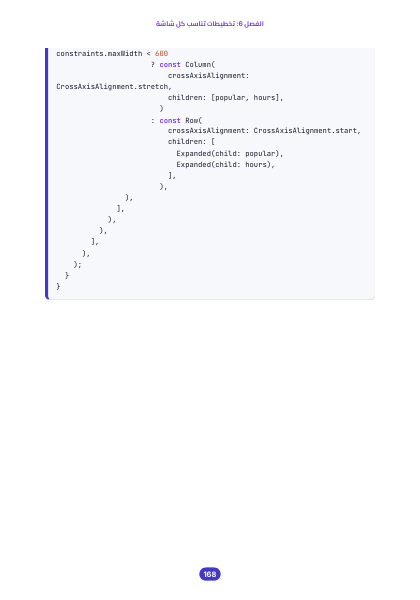 الفصل 6: تخطيطات تناسب كل شاشة
constraints.maxWidth < 600
                      ? const Column(
                          crossAxisAlignment:
CrossAxisAlignment.stretch,
                          children: [popular, hours],
                        )
                      : const Row(
                          crossAxisAlignment: CrossAxisAlignment.start,
                          children: [
                            Expanded(child: popular),
                            Expanded(child: hours),
                          ],
                        ),
                ),
              ],
            ),
          ),
        ],
      ),
    );
  }
}
168